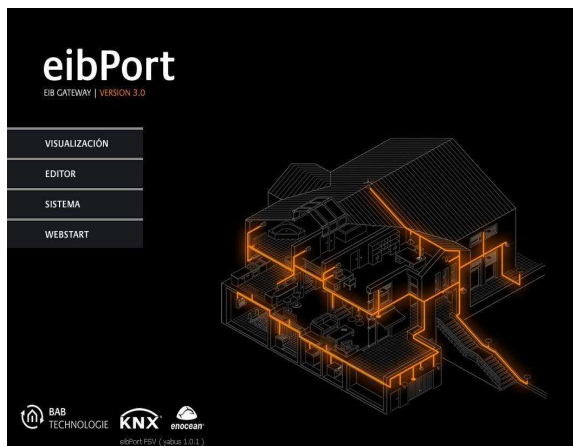 eibPort
EIB GATEWAY | VERSION 3.0
VISUALIZACIÓN
EDITOR
SISTEMA
WEBSTART
BAB
TECHNOLOGIE
KNX
enocean
eibPort FSV ( yabus 1.0.1 )